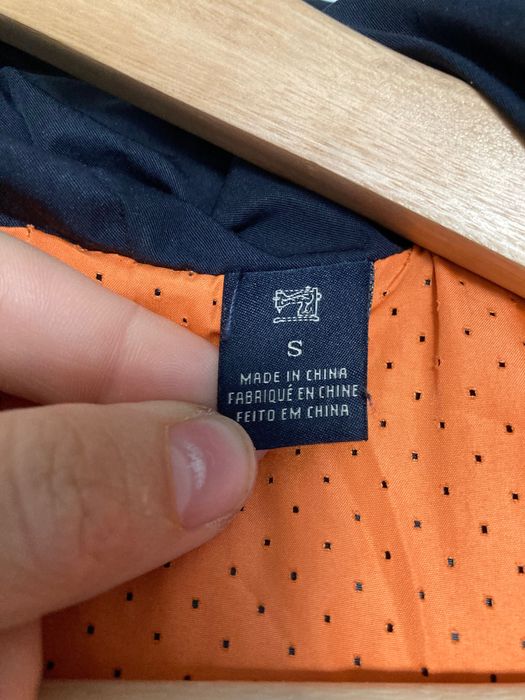 S
MADE IN CHINA
FABRIQUÉ EN CHINE
FEITO EM CHINA